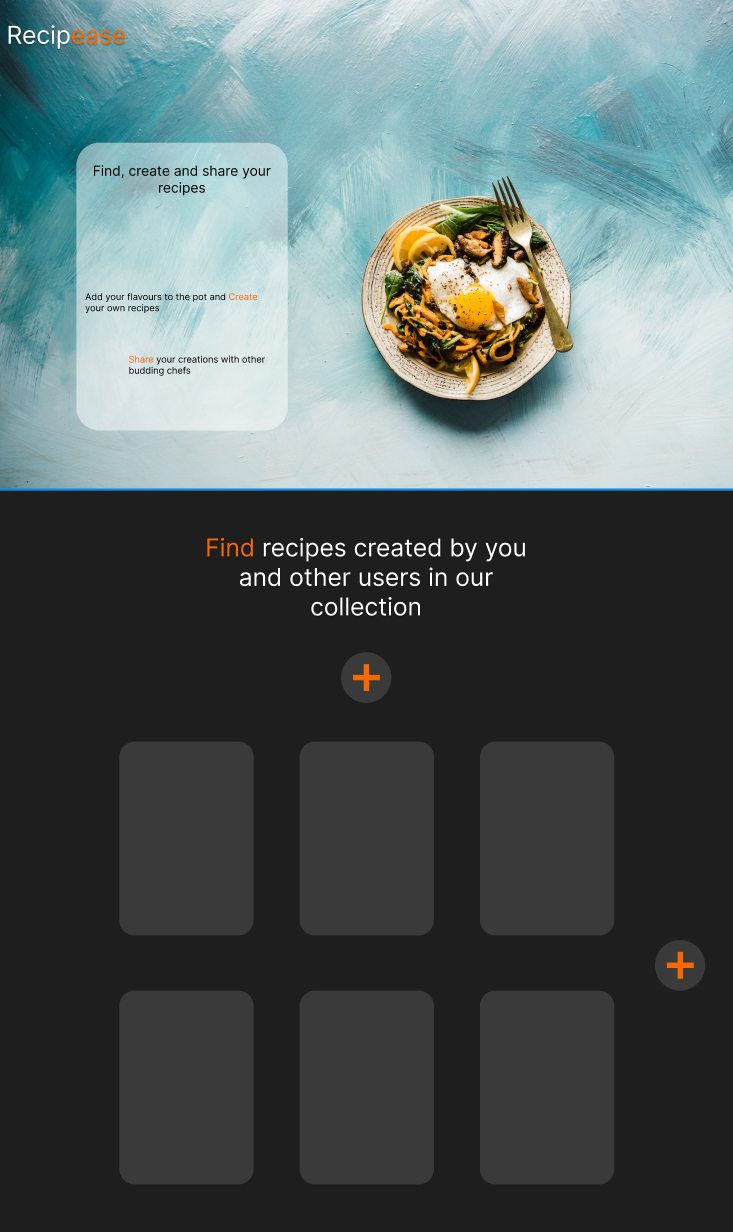 Recipease
Find, create and share your
recipes
Add your flavours to the pot and Create
your own recipes
Share your creations with other
budding chefs
Find recipes created by you
and other users in our
collection